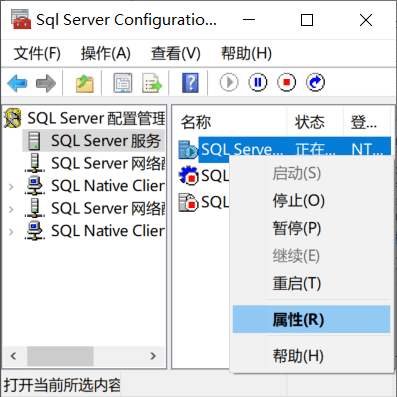 Sql Server Configuratio...
文件(F) 操作(A) 查看(V) 帮助(H)
SQL Server 配置管理
SQL Server 服务
SQL Server 网络配
SQL Native Clien
SQL Server 网络配
SQL Native Clien
名称 状态 登...
SQL Serve... 正在... NT...
SQL
SQL
启动(S)
停止(O)
暂停(P)
继续(E)
重启(T)
属性(R)
帮助(H)
打开当前所选内容